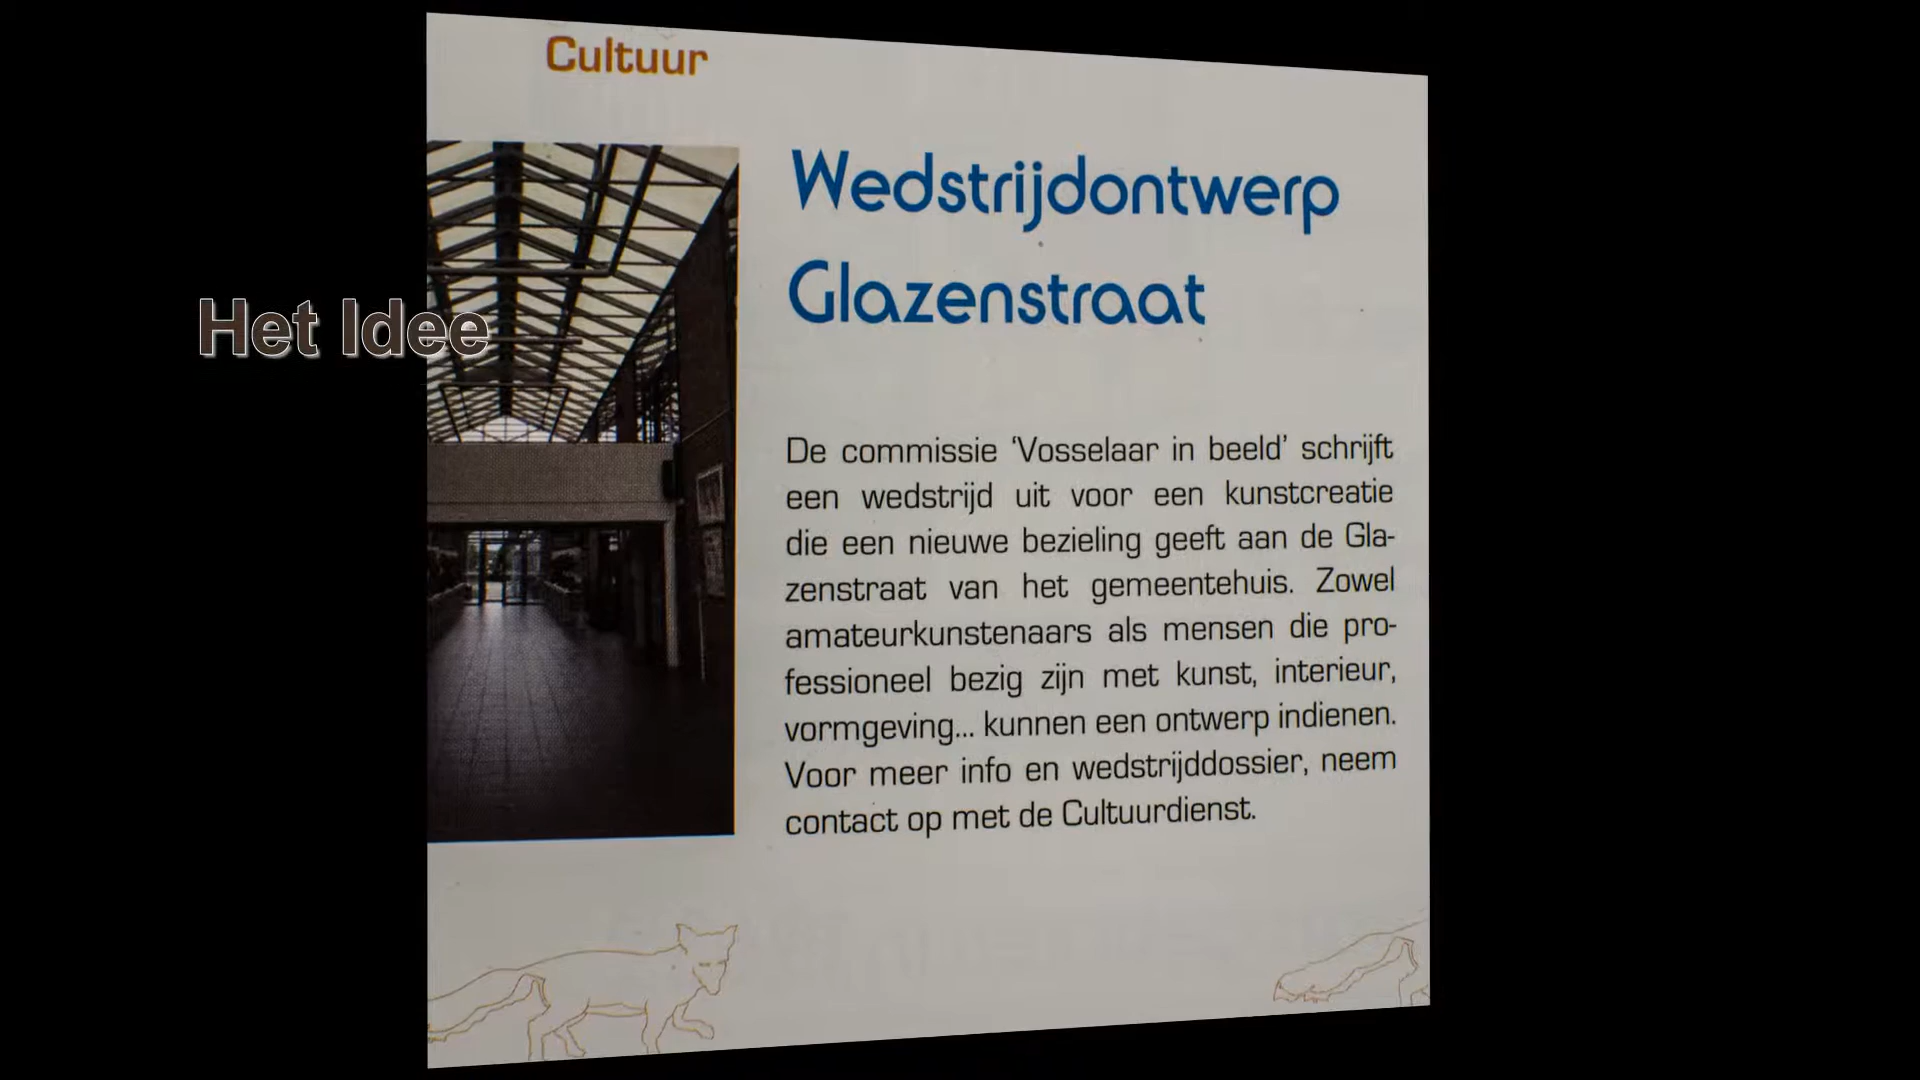 Cultuur
Wedstrijdontwerp
Glazenstraat
Het Idee
De commissie ‘Vosselaar in beeld’ schrijft
een wedstrijd uit voor een kunstcreatie
die een nieuwe bezieling geeft aan de Gla-
zenstraat van het gemeentehuis. Zowel
amateurkunstenaars als mensen die pro-
fessioneel bezig zijn met kunst, interieur,
vormgeving... kunnen een ontwerp indienen.
Voor meer info en wedstrijddossier, neem
contact op met de Cultuurdienst.